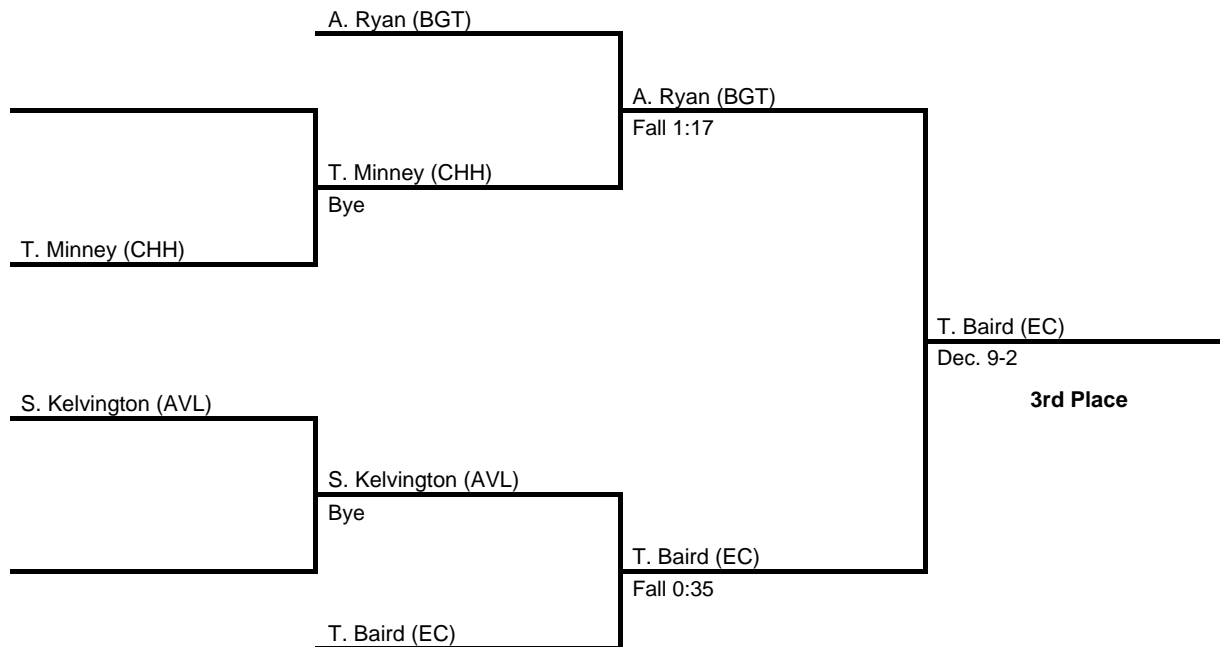 A. Ryan (BGT)
A. Ryan (BGT)
Fall 1:17
T. Minney (CHH)
Bye
T. Minney (CHH)
T. Baird (EC)
Dec. 9-2
3rd Place
S. Kelvington (AVL)
S. Kelvington (AVL)
Bye
T. Baird (EC)
Fall 0:35
T. Baird (EC)